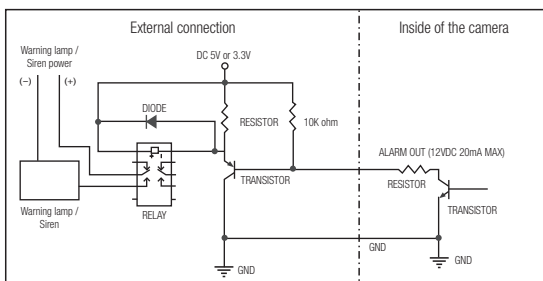 External connection
Inside of the camera
Warning lamp /
Siren power
(−)
(+)
DC 5V or 3.3V
DIODE
RESISTOR
10K ohm
TRANSISTOR
RELAY
Warning lamp /
Siren
GND
ALARM OUT (12VDC 20mA MAX)
RESISTOR
TRANSISTOR
GND
GND